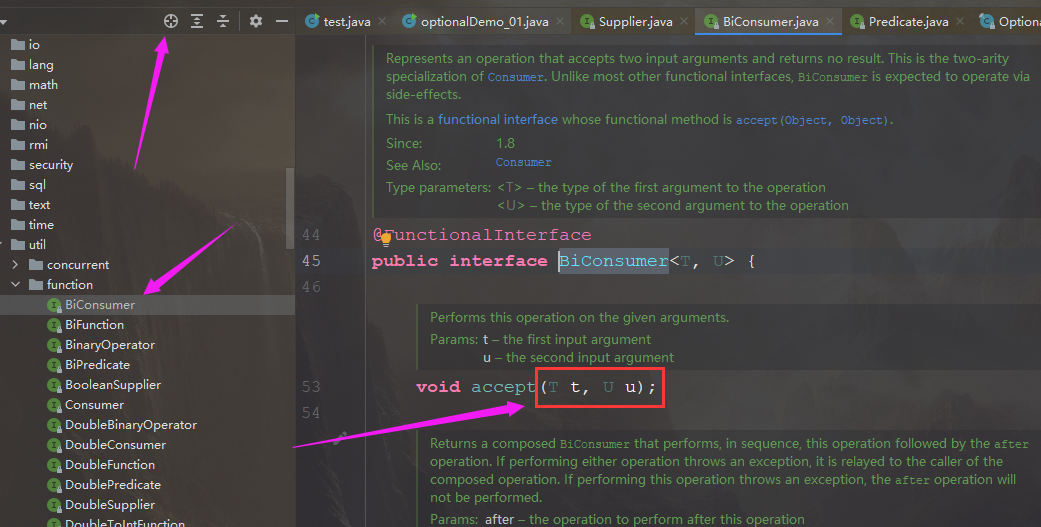 test.java
optionalDemo_01.java
Supplier.java
BiConsumer.java
Predicate.java
Option
io
lang
math
net
nio
rmi
security
sql
text
time
util
concurrent
function
BiConsumer
BiFunction
BinaryOperator
BiPredicate
BooleanSupplier
Consumer
DoubleBinaryOperator
DoubleConsumer
DoubleFunction
DoublePredicate
DoubleSupplier
DoubleToIntFunction
Represents an operation that accepts two input arguments and returns no result. This is the two-arity
specialization of Consumer. Unlike most other functional interfaces, BiConsumer is expected to operate via
side-effects.
This is a functional interface whose functional method is accept(Object, Object).
Since: 1.8
See Also: Consumer
Type parameters: <T> – the type of the first argument to the operation
<U> – the type of the second argument to the operation
44 @FunctionalInterface
45 public interface BiConsumer<T, U> {
46
Performs this operation on the given arguments.
Params: t – the first input argument
u – the second input argument
53 void accept(T t, U u);
54
Returns a composed BiConsumer that performs, in sequence, this operation followed by the after
operation. If performing either operation throws an exception, it is relayed to the caller of the
composed operation. If performing this operation throws an exception, the after operation will
not be performed.
Params: after – the operation to perform after this operation